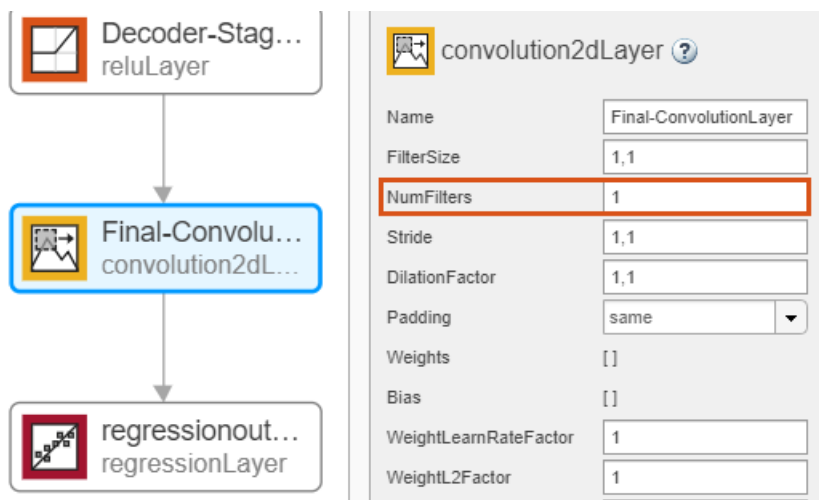 Decoder-Stag...
reluLayer
Final-Convolu...
convolution2dL...
regressionout...
regressionLayer
convolution2dLayer ?
Name Final-ConvolutionLayer
FilterSize 1,1
NumFilters 1
Stride 1,1
DilationFactor 1,1
Padding same
Weights []
Bias []
WeightLearnRateFactor 1
WeightL2Factor 1